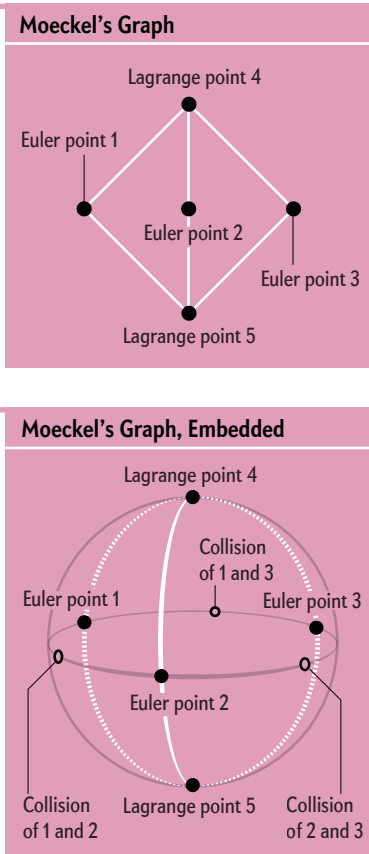 Moeckel's Graph
Lagrange point 4
Euler point 1
Euler point 2
Euler point 3
Lagrange point 5
Moeckel's Graph, Embedded
Lagrange point 4
Collision
of 1 and 3
Euler point 1
Euler point 3
Euler point 2
Collision
of 1 and 2
Lagrange point 5
Collision
of 2 and 3